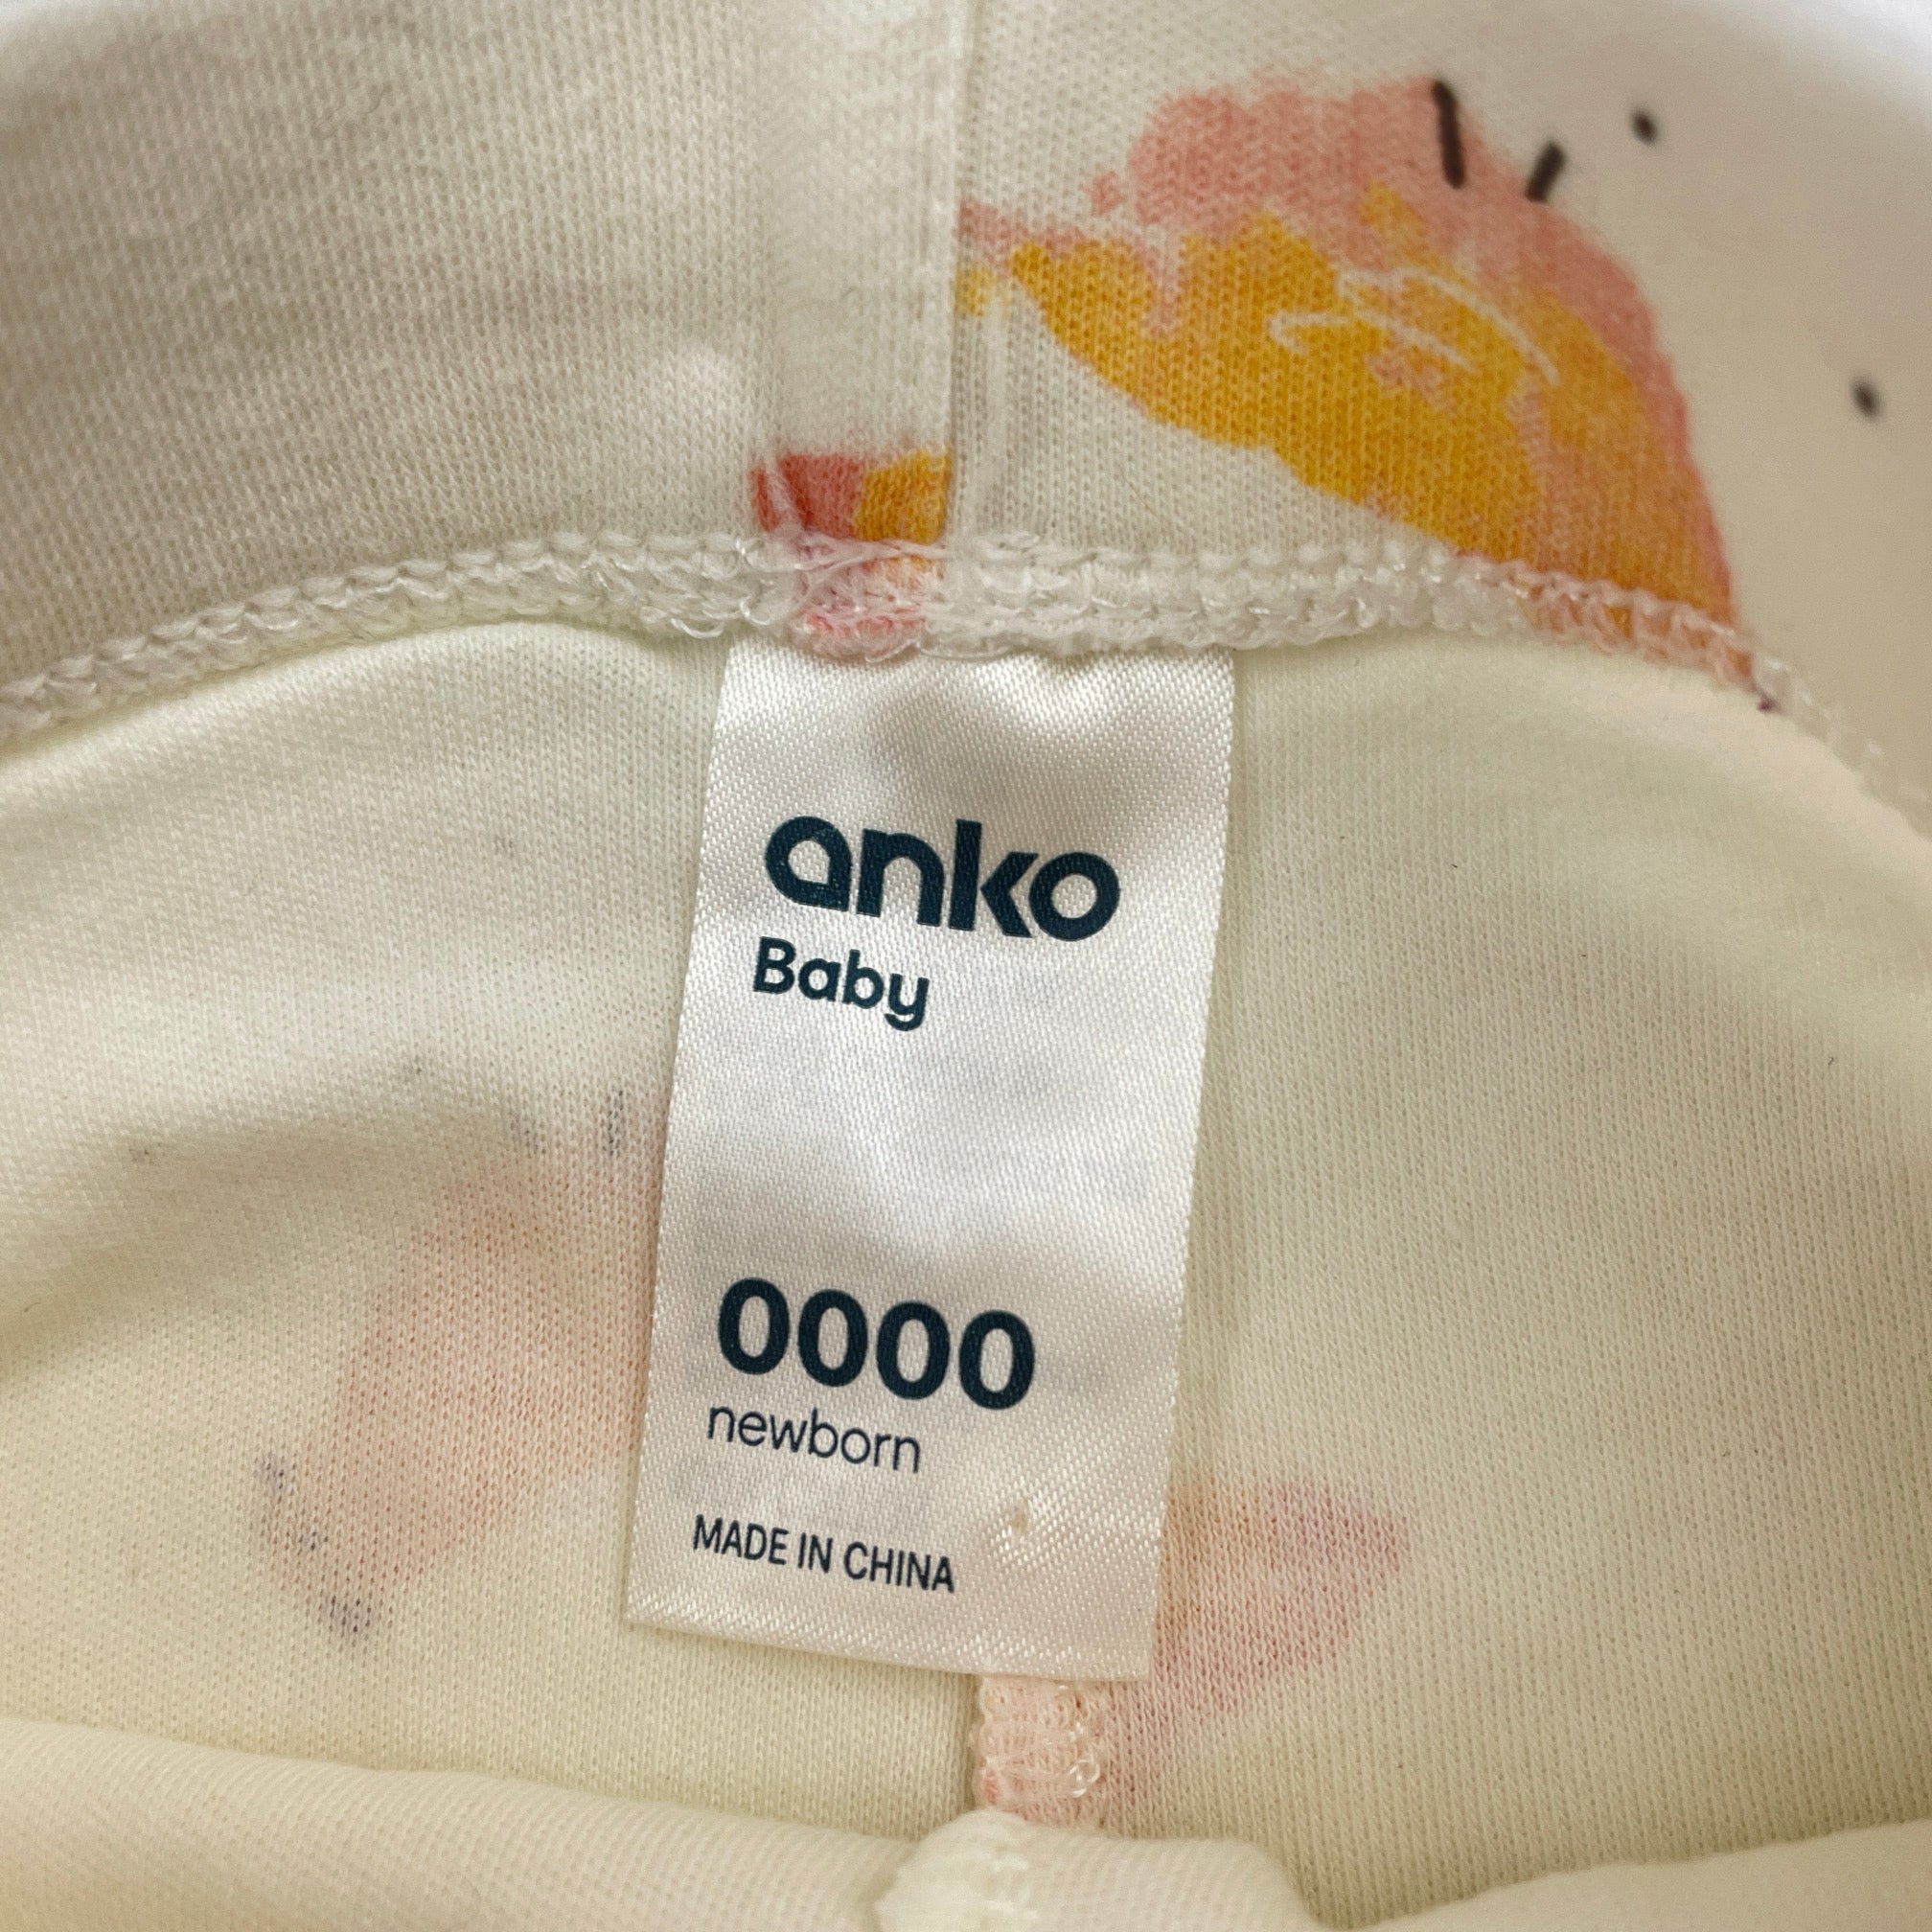 anko
Baby
0000
newborn
MADE IN CHINA